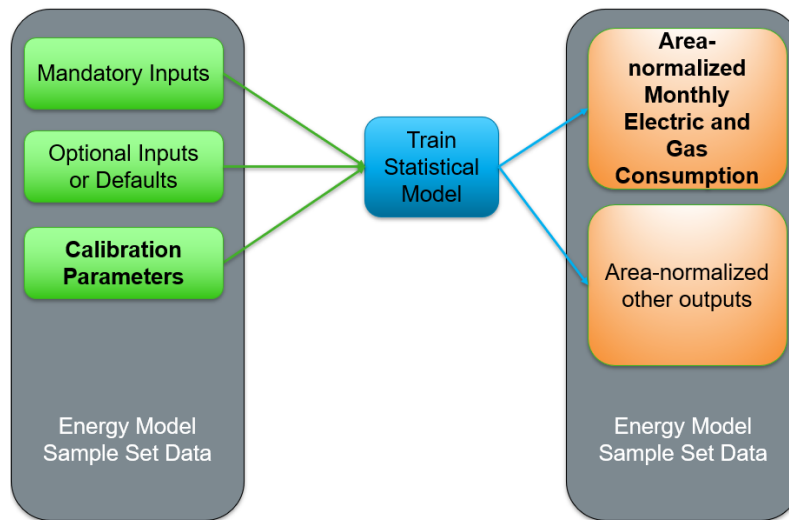 Mandatory Inputs
Optional Inputs
or Defaults
Calibration
Parameters
Energy Model
Sample Set Data
Train
Statistical
Model
Area-
normalized
Monthly
Electric and
Gas
Consumption
Area-normalized
other outputs
Energy Model
Sample Set Data